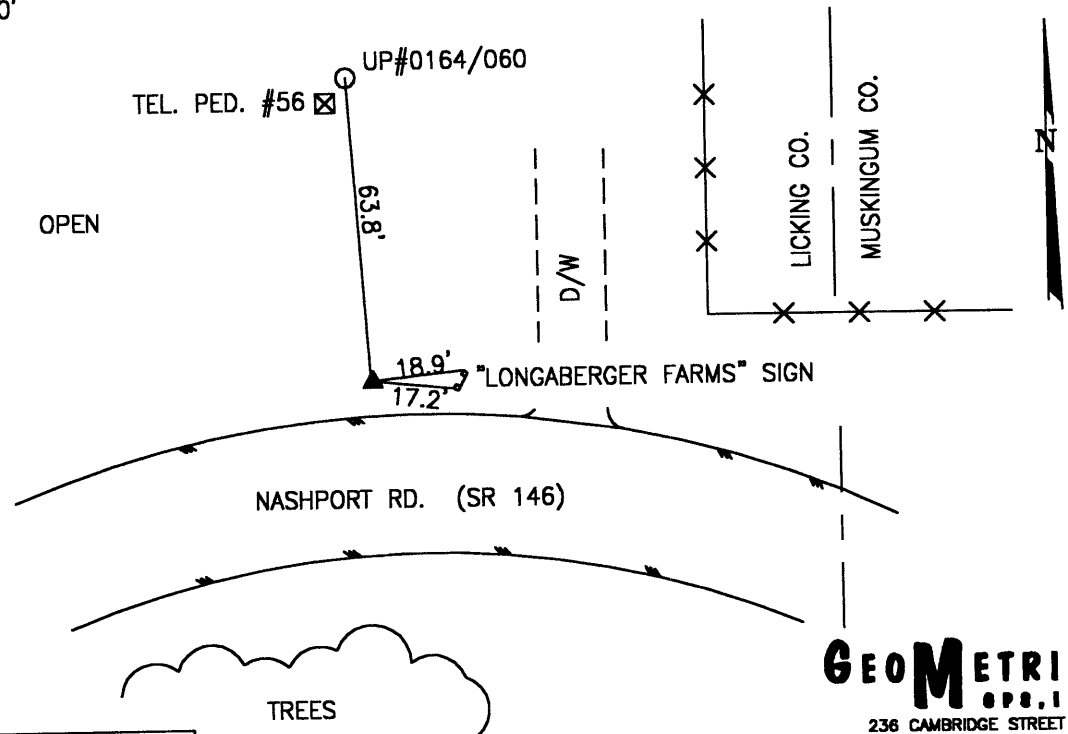 0'
UP#0164/060
TEL. PED. #56
LICKING CO.
MUSKINGUM CO.
N
63.8'
OPEN
D/W
18.9'
"LONGABERGER FARMS" SIGN
17.2'
NASHPORT RD. (SR 146)
TREES
GEOMETRI
GPS, I
236 CAMBRIDGE STREET